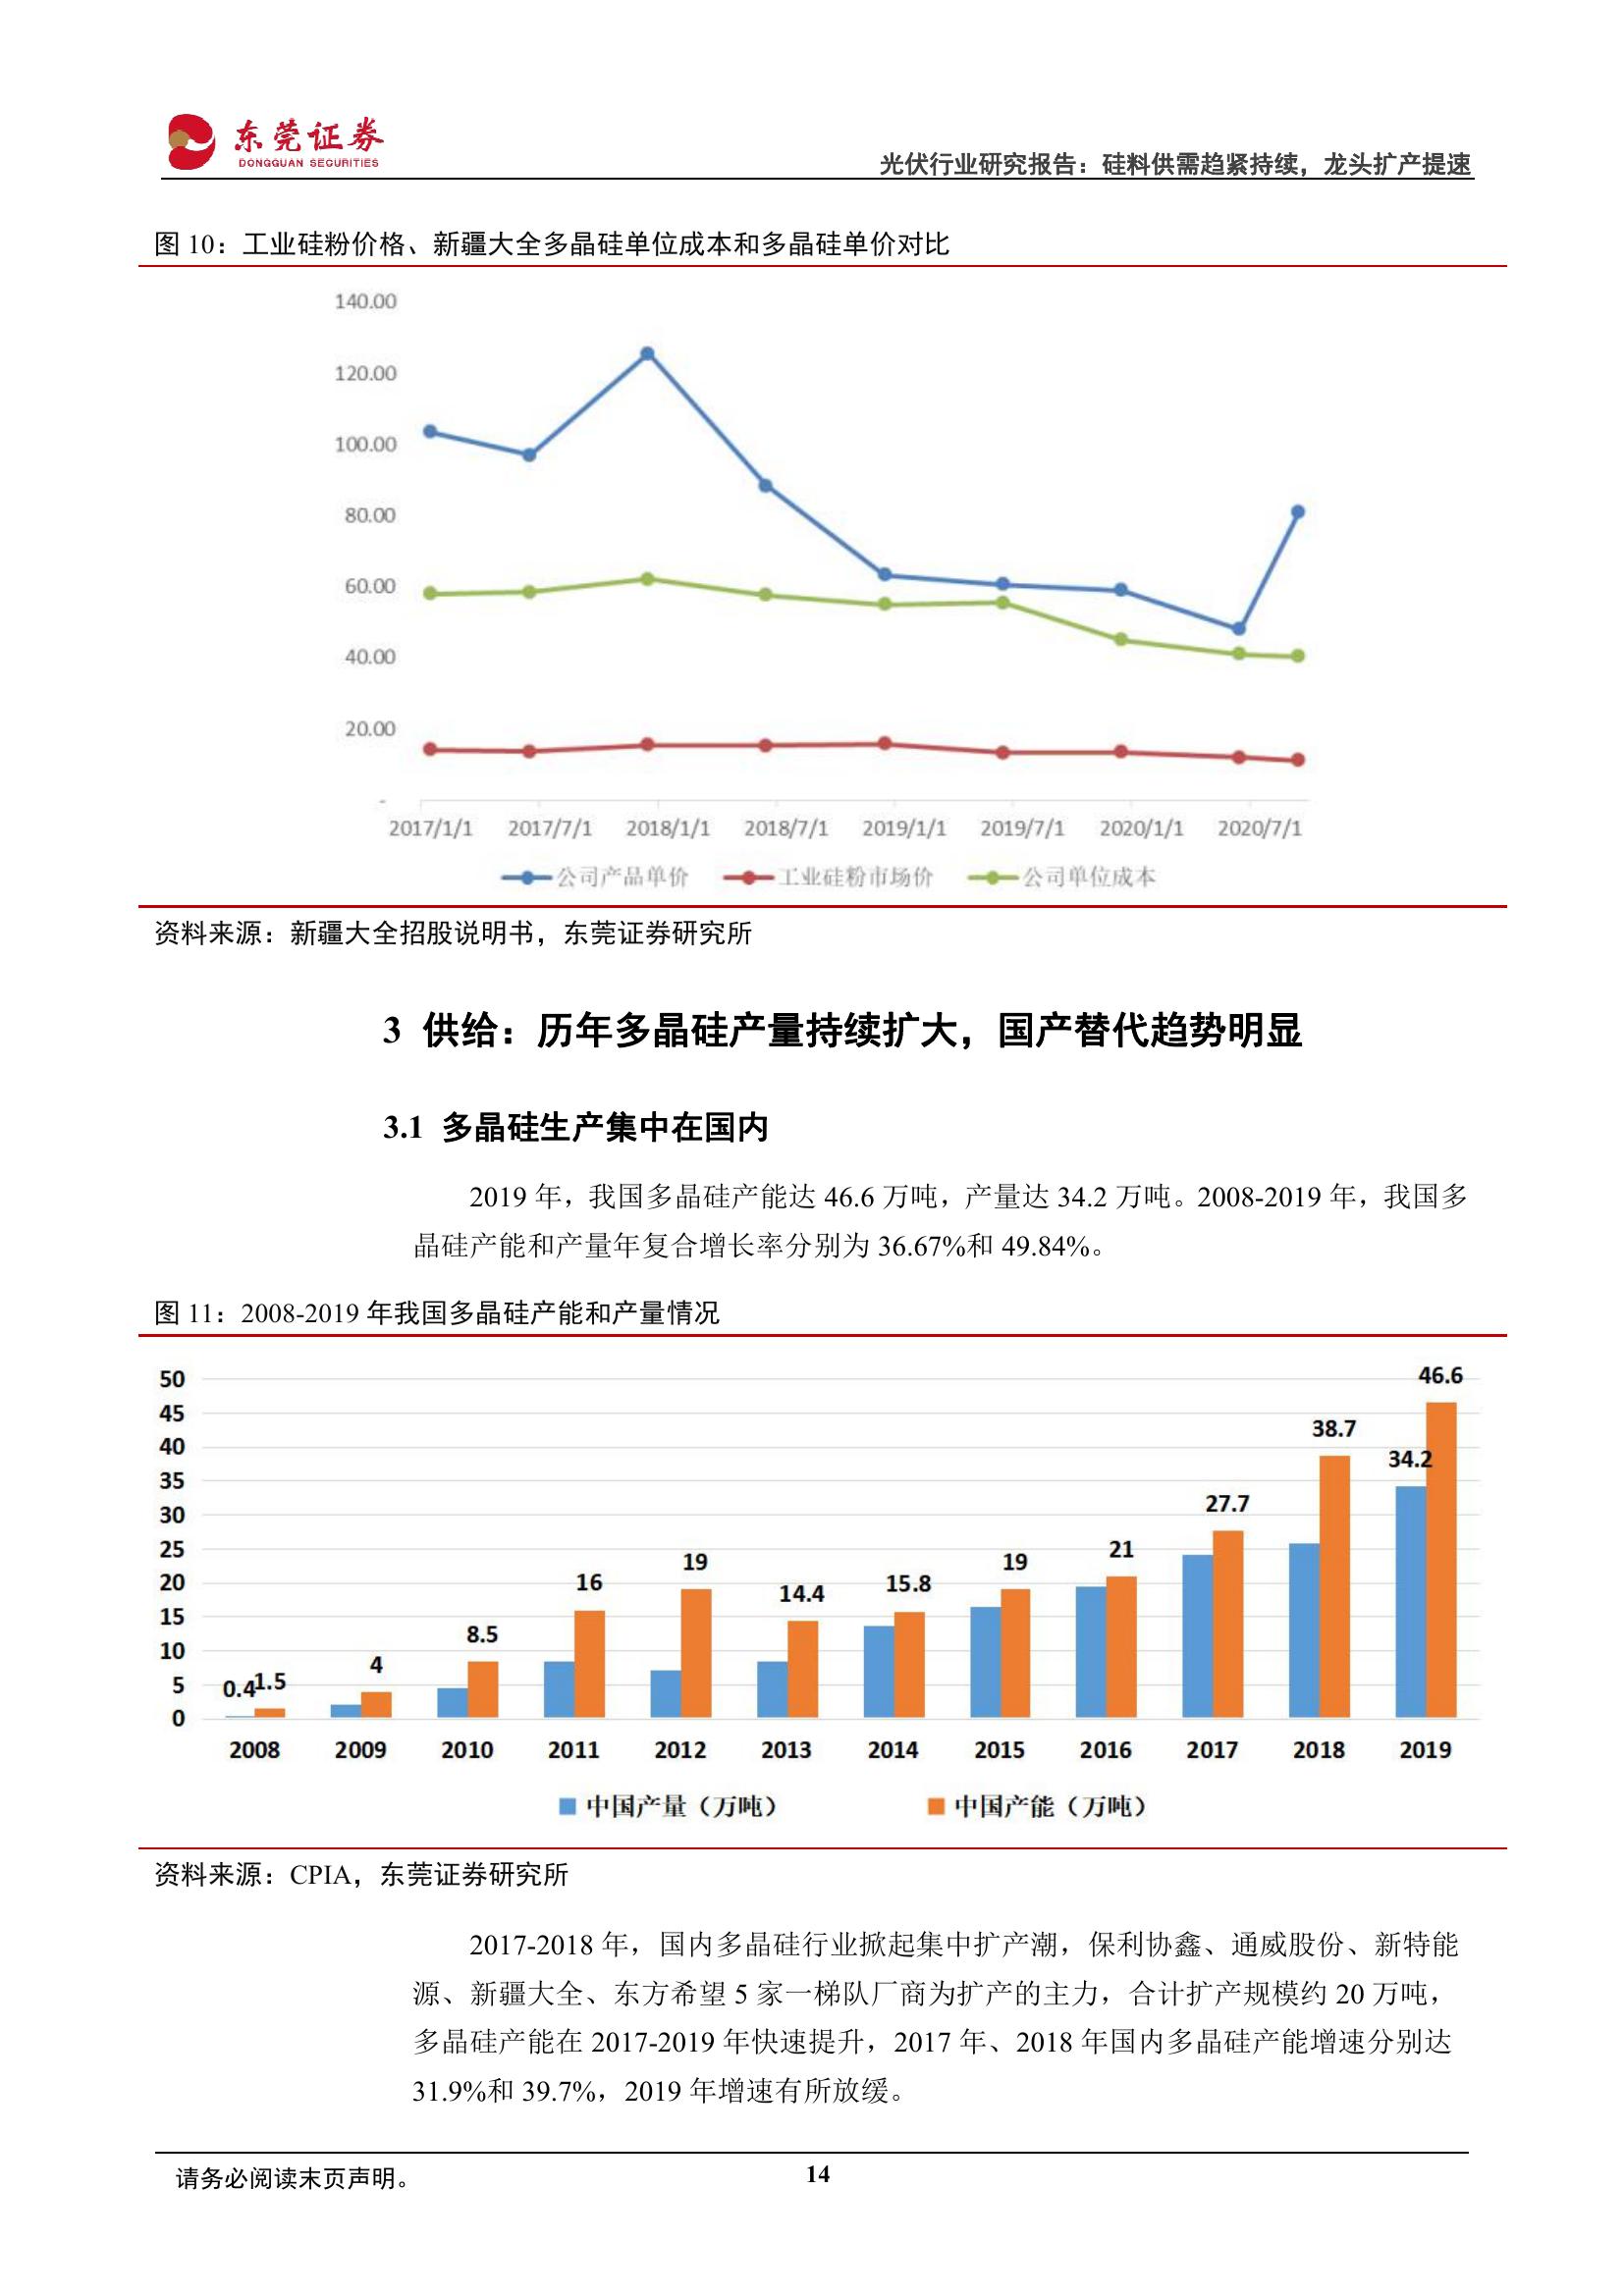 东莞证券
DONGGUAN SECURITIES
光伏行业研究报告：硅料供需趋紧持续，龙头扩产提速
图 10：工业硅粉价格、新疆大全多晶硅单位成本和多晶硅单价对比
140.00
120.00
100.00
80.00
60.00
40.00
20.00
-
2017/1/1 2017/7/1 2018/1/1 2018/7/1 2019/1/1 2019/7/1 2020/1/1 2020/7/1
公司产品单价 工业硅粉市场价 公司单位成本
资料来源：新疆大全招股说明书，东莞证券研究所
3 供给：历年多晶硅产量持续扩大，国产替代趋势明显
3.1 多晶硅生产集中在国内
2019 年，我国多晶硅产能达 46.6 万吨，产量达 34.2 万吨。2008-2019 年，我国多
晶硅产能和产量年复合增长率分别为 36.67%和 49.84%。
图 11：2008-2019 年我国多晶硅产能和产量情况
50
45
40
35
30
25
20
15
10
5
0
0.4 1.5 4 8.5 16 19 14.4 15.8 19 21 27.7 38.7 34.2 46.6
2008 2009 2010 2011 2012 2013 2014 2015 2016 2017 2018 2019
中国产量（万吨） 中国产能（万吨）
资料来源：CPIA，东莞证券研究所
2017-2018 年，国内多晶硅行业掀起集中扩产潮，保利协鑫、通威股份、新特能
源、新疆大全、东方希望 5 家一梯队厂商为扩产的主力，合计扩产规模约 20 万吨，
多晶硅产能在 2017-2019 年快速提升，2017 年、2018 年国内多晶硅产能增速分别达
31.9%和 39.7%，2019 年增速有所放缓。
请务必阅读末页声明。
14